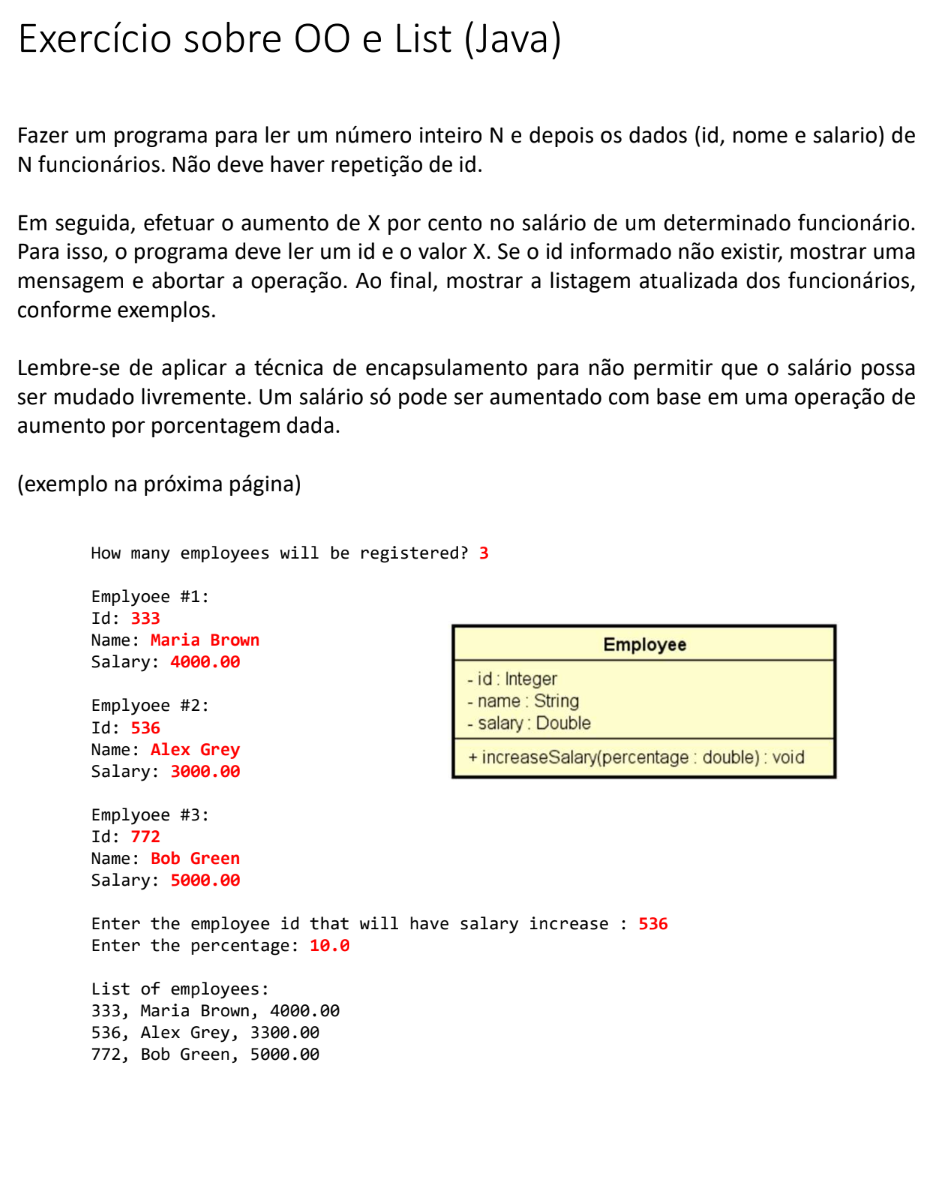 Exercício sobre OO e List (Java)
Fazer um programa para ler um número inteiro N e depois os dados (id, nome e salario) de
N funcionários. Não deve haver repetição de id.
Em seguida, efetuar o aumento de X por cento no salário de um determinado funcionário.
Para isso, o programa deve ler um id e o valor X. Se o id informado não existir, mostrar uma
mensagem e abortar a operação. Ao final, mostrar a listagem atualizada dos funcionários,
conforme exemplos.
Lembre-se de aplicar a técnica de encapsulamento para não permitir que o salário possa
ser mudado livremente. Um salário só pode ser aumentado com base em uma operação de
aumento por porcentagem dada.
(exemplo na próxima página)
How many employees will be registered? 3
Emplyoee #1:
Id: 333
Name: Maria Brown
Salary: 4000.00
Emplyoee #2:
Id: 536
Name: Alex Grey
Salary: 3000.00
Emplyoee #3:
Id: 772
Name: Bob Green
Salary: 5000.00
Employee
- id : Integer
- name : String
- salary : Double
+ increaseSalary(percentage : double) : void
Enter the employee id that will have salary increase : 536
Enter the percentage: 10.0
List of employees:
333, Maria Brown, 4000.00
536, Alex Grey, 3300.00
772, Bob Green, 5000.00